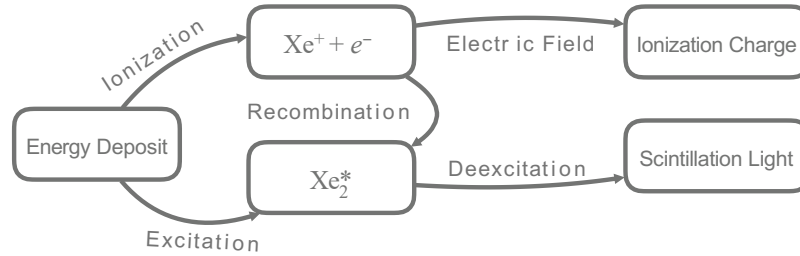 Ionization
Xe⁺ + e⁻
Electr ic Field
Ionization Charge
Recombination
Energy Deposit
Xe₂*
Deexcitation
Scintillation Light
Excitation